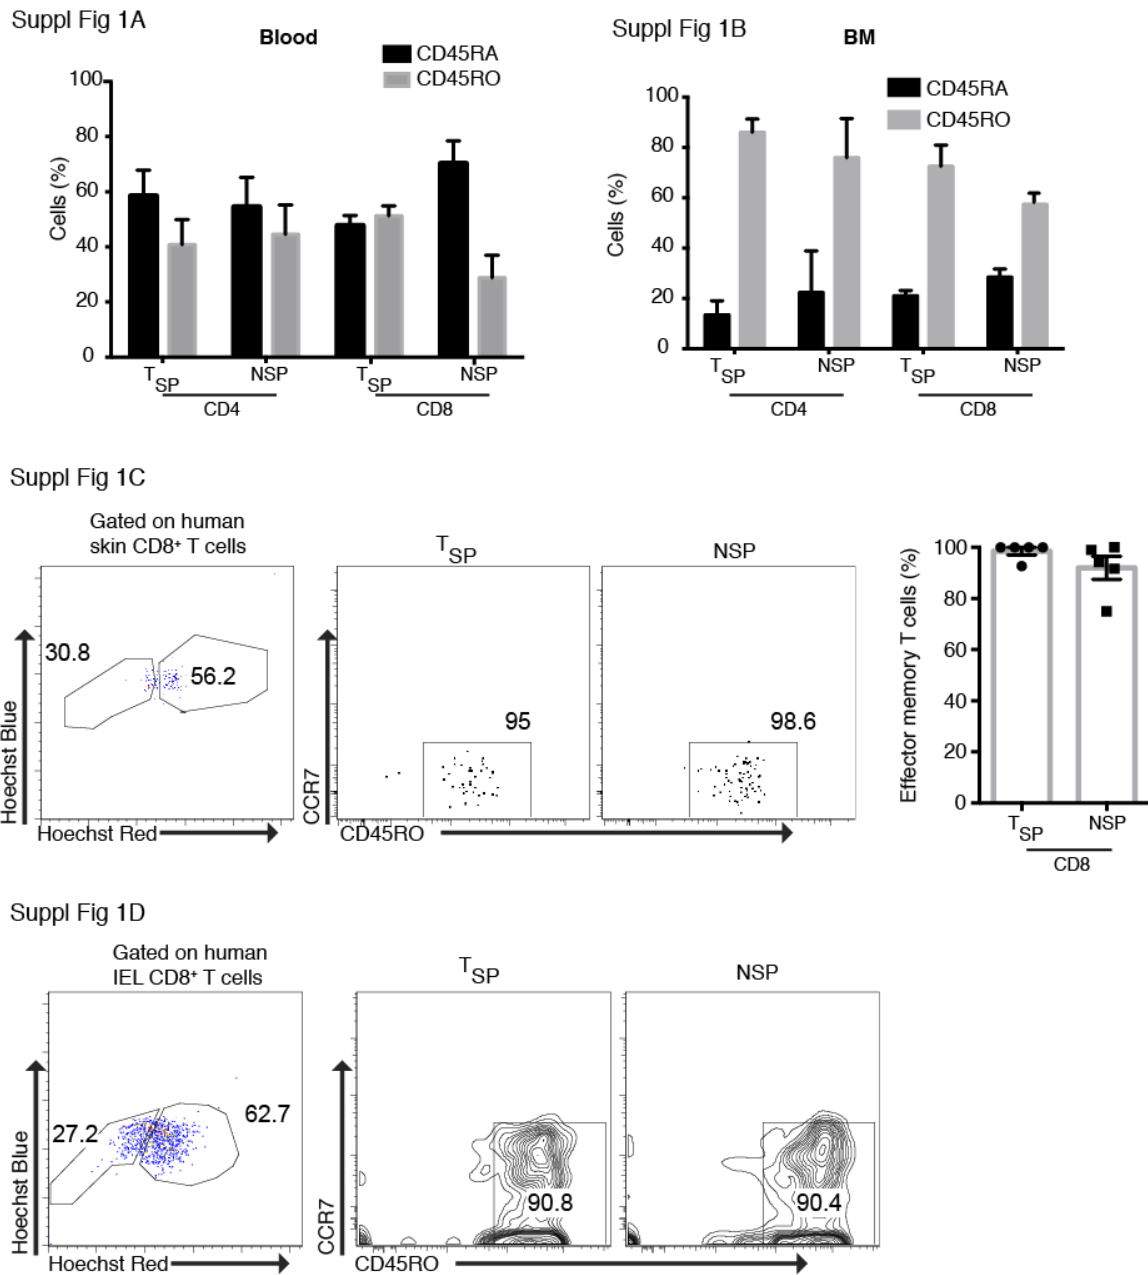 Suppl Fig 1A
Blood
CD45RA
CD45RO
100
80
60
40
20
0
Cells (%)
TSP NSP TSP NSP
CD4 CD8
Suppl Fig 1B
BM
CD45RA
CD45RO
100
80
60
40
20
0
Cells (%)
TSP NSP TSP NSP
CD4 CD8
Suppl Fig 1C
Gated on human
skin CD8+ T cells
30.8
56.2
Hoechst Blue
Hoechst Red
TSP
95
CCR7
CD45RO
NSP
98.6
Effector memory T cells (%)
100
80
60
40
20
0
TSP NSP
CD8
Suppl Fig 1D
Gated on human
IEL CD8+ T cells
27.2
62.7
Hoechst Blue
Hoechst Red
TSP
90.8
CCR7
CD45RO
NSP
90.4